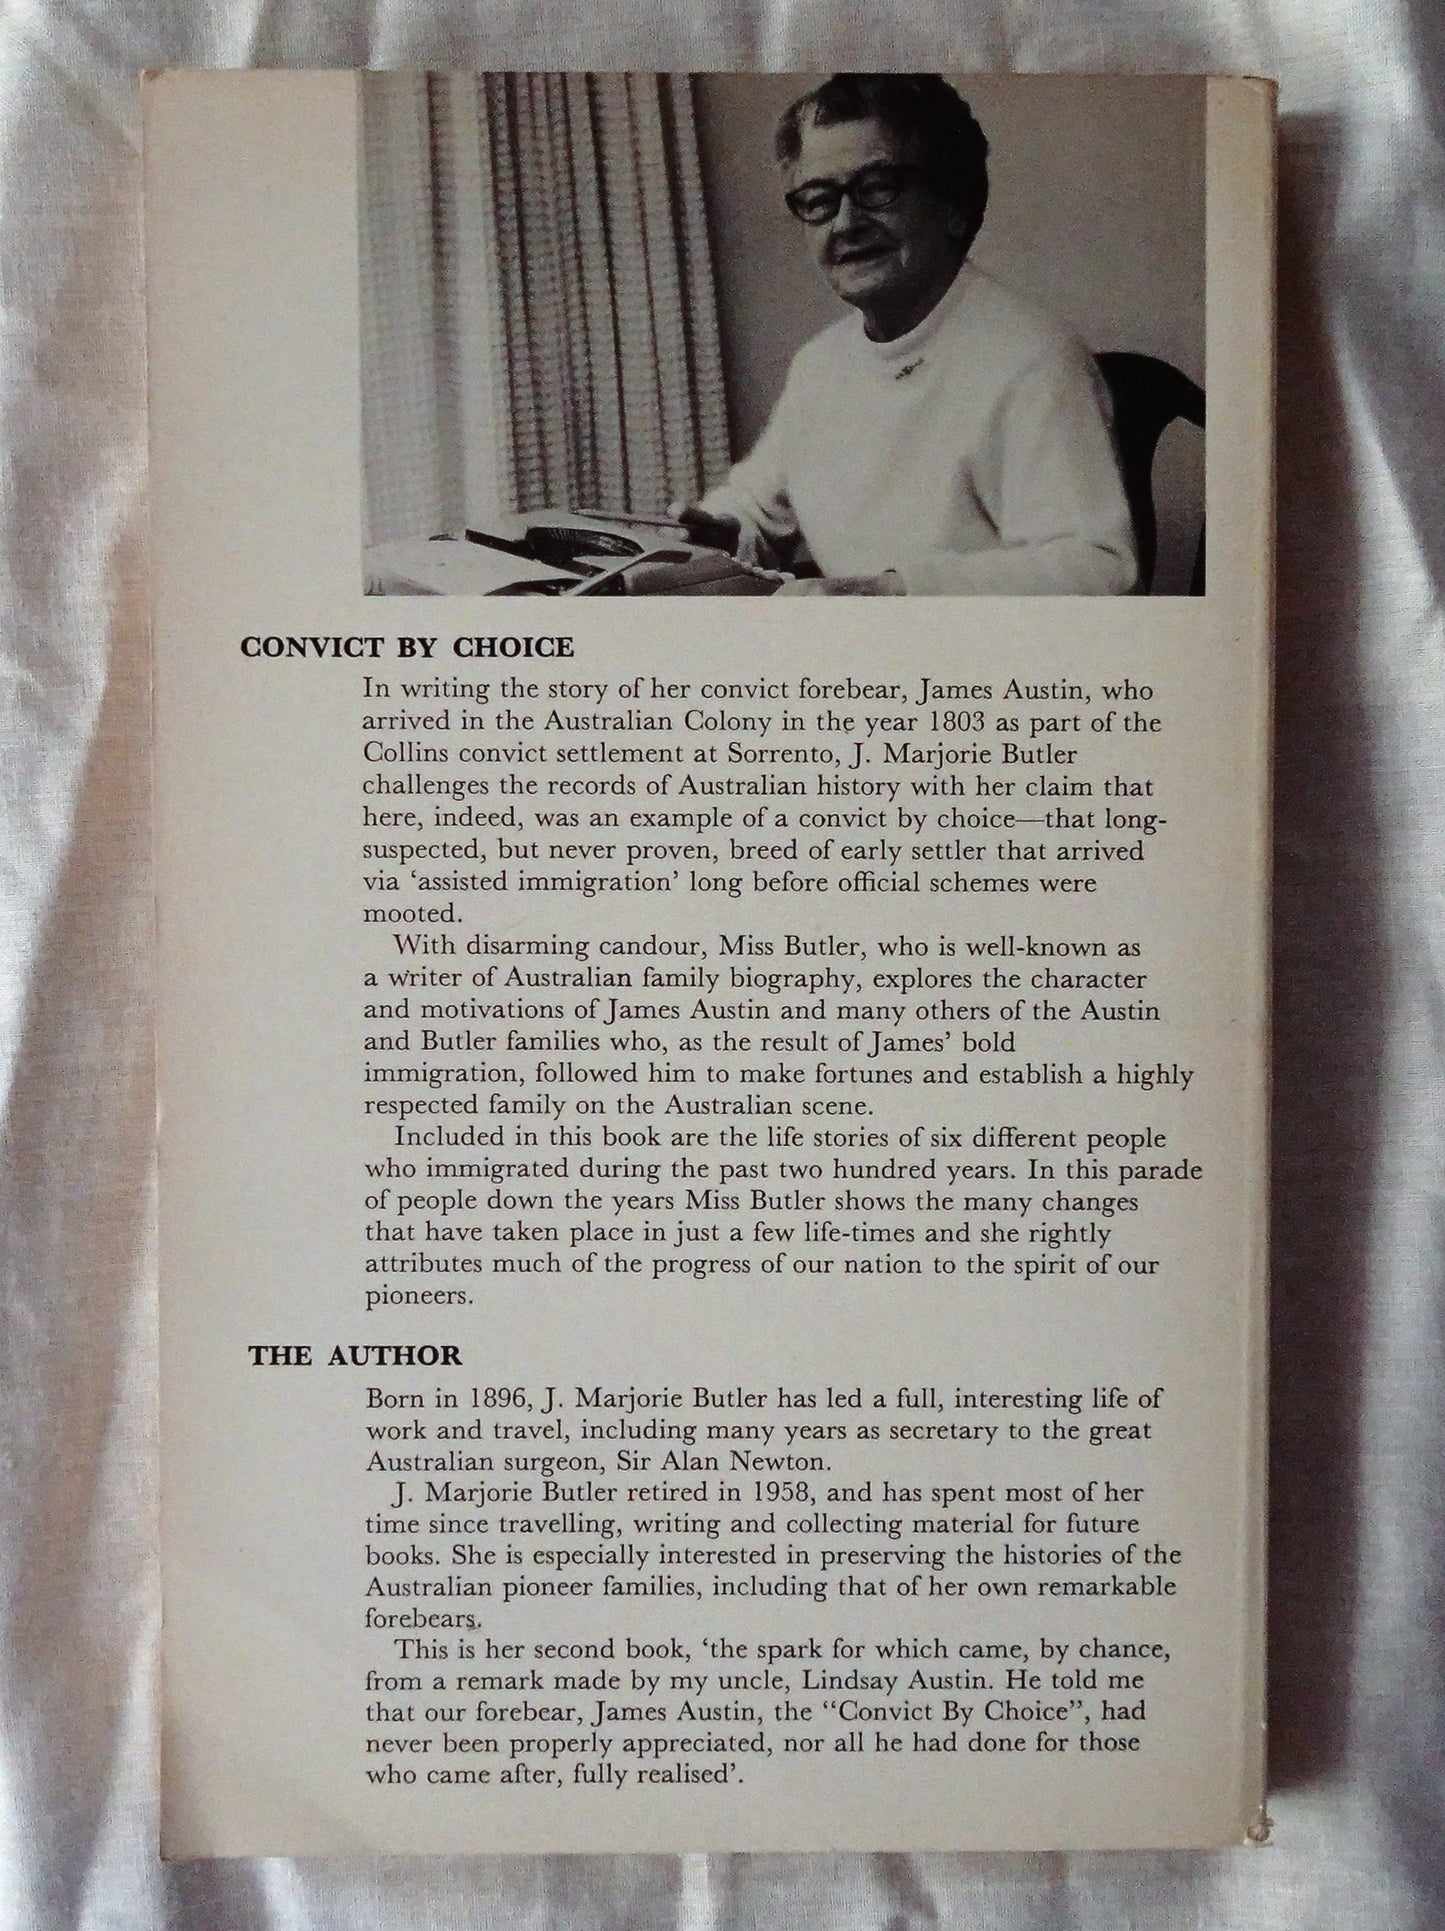 CONVICT BY CHOICE
In writing the story of her convict forebear, James Austin, who
arrived in the Australian Colony in the year 1803 as part of the
Collins convict settlement at Sorrento, J. Marjorie Butler
challenges the records of Australian history with her claim that
here, indeed, was an example of a convict by choice—that long-
suspected, but never proven, breed of early settler that arrived
via ‘assisted immigration’ long before official schemes were
mooted.
With disarming candour, Miss Butler, who is well-known as
a writer of Australian family biography, explores the character
and motivations of James Austin and many others of the Austin
and Butler families who, as the result of James’ bold
immigration, followed him to make fortunes and establish a highly
respected family on the Australian scene.
Included in this book are the life stories of six different people
who immigrated during the past two hundred years. In this parade
of people down the years Miss Butler shows the many changes
that have taken place in just a few life-times and she rightly
attributes much of the progress of our nation to the spirit of our
pioneers.
THE AUTHOR
Born in 1896, J. Marjorie Butler has led a full, interesting life of
work and travel, including many years as secretary to the great
Australian surgeon, Sir Alan Newton.
J. Marjorie Butler retired in 1958, and has spent most of her
time since travelling, writing and collecting material for future
books. She is especially interested in preserving the histories of the
Australian pioneer families, including that of her own remarkable
forebears.
This is her second book, ‘the spark for which came, by chance,
from a remark made by my uncle, Lindsay Austin. He told me
that our forebear, James Austin, the “Convict By Choice”, had
never been properly appreciated, nor all he had done for those
who came after, fully realised’.